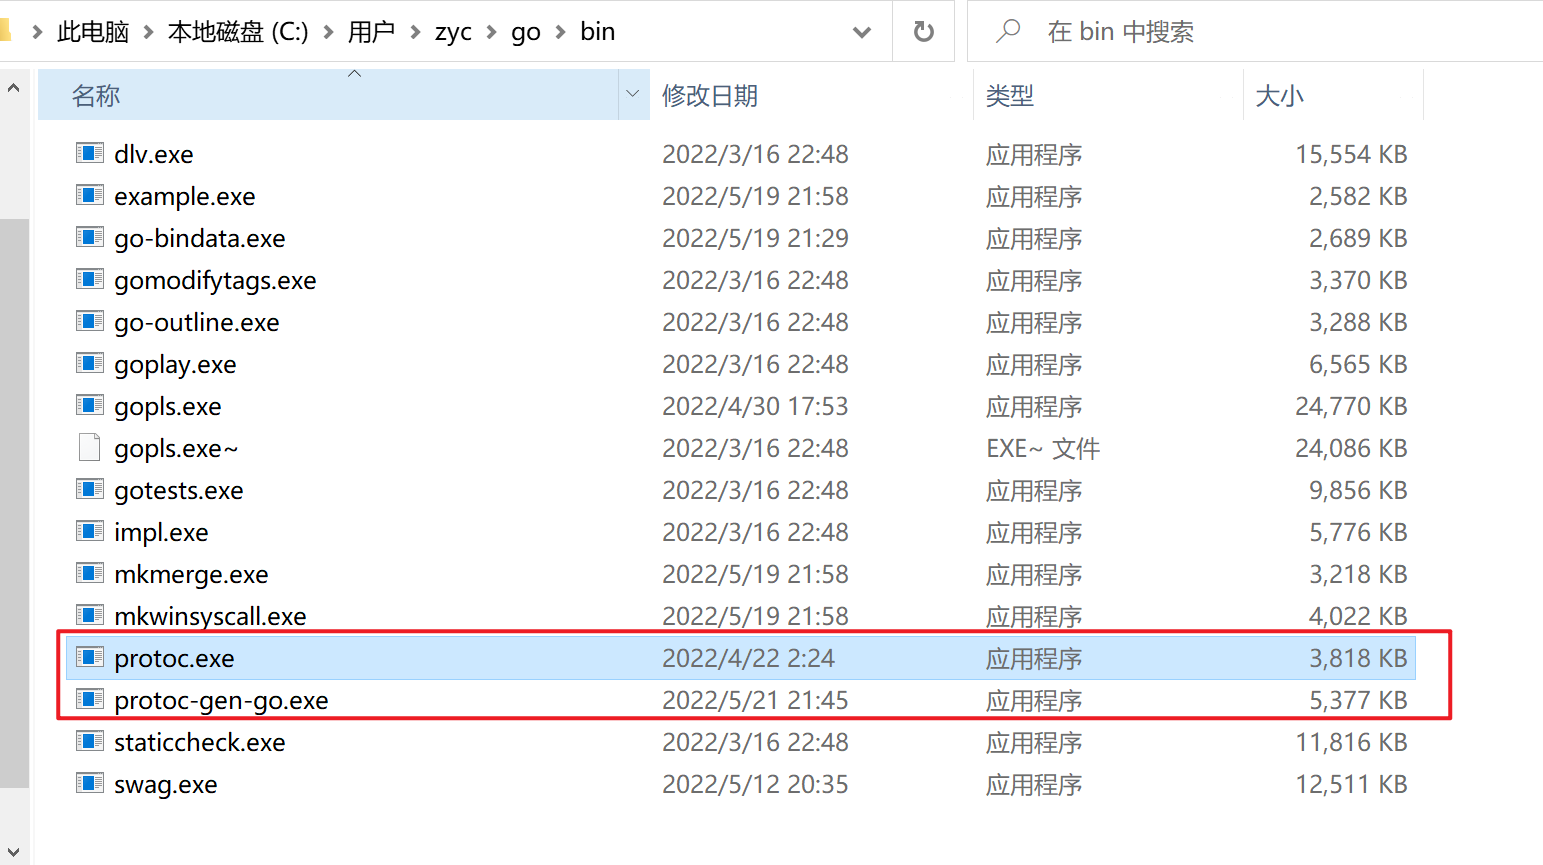 此电脑 本地磁盘 (C:) 用户 zyc go bin 在 bin 中搜索
名称 修改日期 类型 大小
dlv.exe 2022/3/16 22:48 应用程序 15,554 KB
example.exe 2022/5/19 21:58 应用程序 2,582 KB
go-bindata.exe 2022/5/19 21:29 应用程序 2,689 KB
gomodifytags.exe 2022/3/16 22:48 应用程序 3,370 KB
go-outline.exe 2022/3/16 22:48 应用程序 3,288 KB
goplay.exe 2022/3/16 22:48 应用程序 6,565 KB
gopls.exe 2022/4/30 17:53 应用程序 24,770 KB
gopls.exe~ 2022/3/16 22:48 EXE~ 文件 24,086 KB
gotests.exe 2022/3/16 22:48 应用程序 9,856 KB
impl.exe 2022/3/16 22:48 应用程序 5,776 KB
mkmerge.exe 2022/5/19 21:58 应用程序 3,218 KB
mkwinsyscall.exe 2022/5/19 21:58 应用程序 4,022 KB
protoc.exe 2022/4/22 2:24 应用程序 3,818 KB
protoc-gen-go.exe 2022/5/21 21:45 应用程序 5,377 KB
staticcheck.exe 2022/3/16 22:48 应用程序 11,816 KB
swag.exe 2022/5/12 20:35 应用程序 12,511 KB